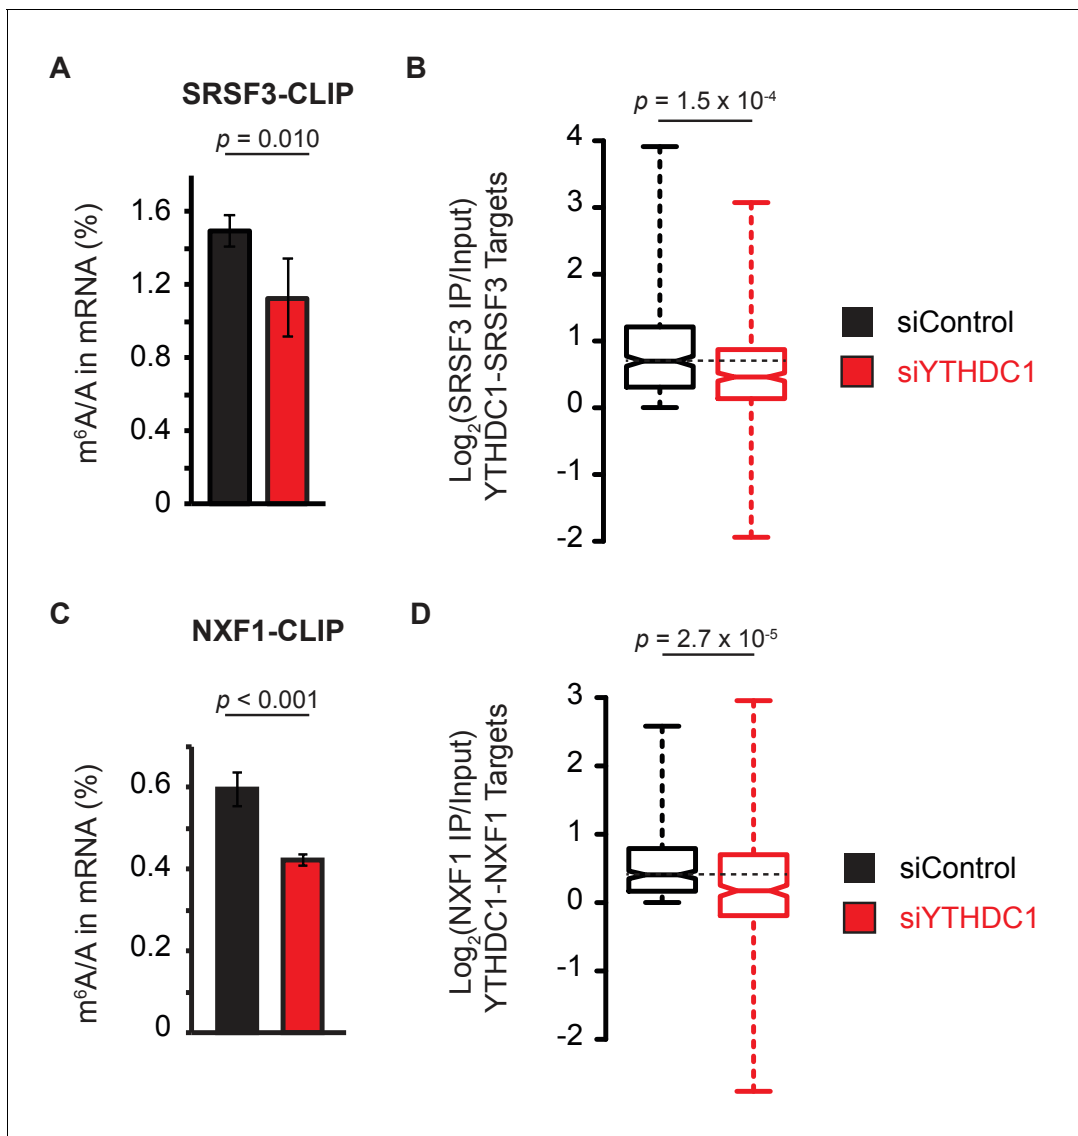 A
SRSF3-CLIP
p = 0.010
m⁶A/A in mRNA (%)
1.6
1.2
0.8
0.4
0
B
p = 1.5 x 10⁻⁴
Log₂(SRSF3 IP/Input)
YTHDC1-SRSF3 Targets
4
3
2
1
0
-1
-2
siControl
siYTHDC1
C
NXF1-CLIP
p < 0.001
m⁶A/A in mRNA (%)
0.6
0.4
0.2
0
D
p = 2.7 x 10⁻⁵
Log₂(NXF1 IP/Input)
YTHDC1-NXF1 Targets
3
2
1
0
-1
-2
siControl
siYTHDC1